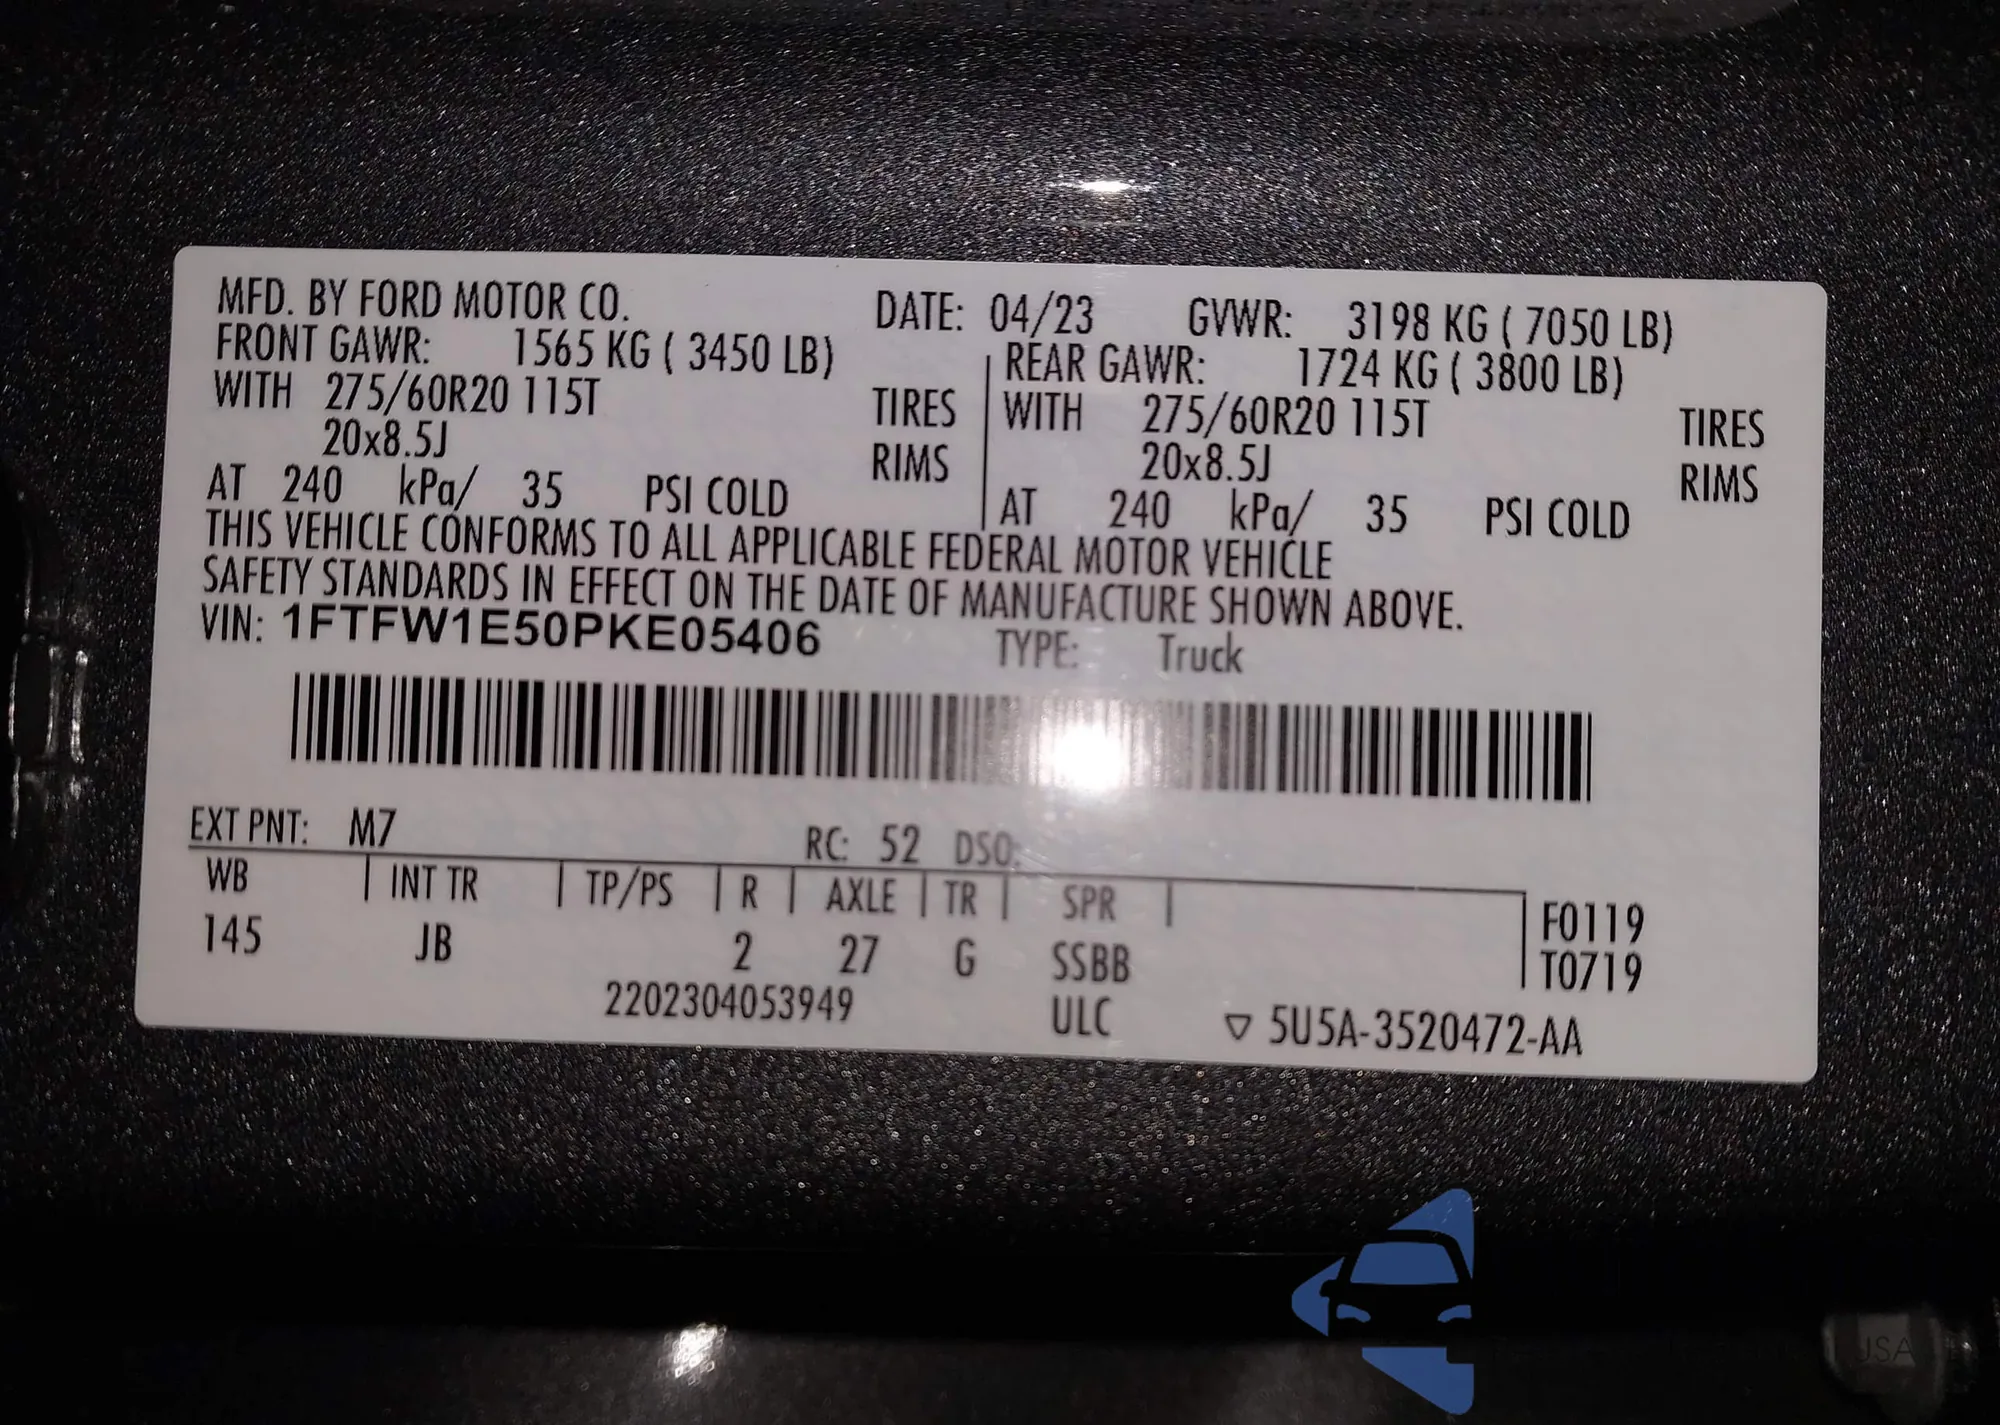 MFD. BY FORD MOTOR CO. DATE: 04/23 GVWR: 3198 KG ( 7050 LB)
FRONT GAWR: 1565 KG ( 3450 LB) REAR GAWR: 1724 KG ( 3800 LB)
WITH 275/60R20 115T TIRES WITH 275/60R20 115T TIRES
20x8.5J RIMS 20x8.5J RIMS
AT 240 kPa/ 35 PSI COLD AT 240 kPa/ 35 PSI COLD
THIS VEHICLE CONFORMS TO ALL APPLICABLE FEDERAL MOTOR VEHICLE
SAFETY STANDARDS IN EFFECT ON THE DATE OF MANUFACTURE SHOWN ABOVE.
VIN: 1FTFW1E50PKE05406 TYPE: Truck
EXT PNT: M7 RC: 52 DSO:
WB INT TR TP/PS R AXLE TR SPR F0119
145 JB 2 27 G SSBB T0719
2202304053949 ULC ▽ 5U5A-3520472-AA
USA